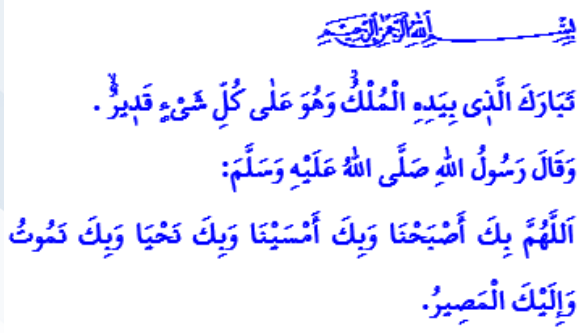 بِسْمِ اللّٰهِ الرَّحْمٰنِ الرَّحِيمِ
تَبَارَكَ الَّذ۪ى بِيَدِهِ الْمُلْكُۘ وَهُوَ عَلٰى كُلِّ شَىْءٍ قَد۪يرٌۙ .
وَقَالَ رَسُولُ اللّٰهِ صَلَّى اللّٰهُ عَلَيْهِ وَسَلَّمَ:
اَللَّهُمَّ بِكَ أَصْبَحْنَا وَبِكَ أَمْسَيْنَا وَبِكَ نَحْيَا وَبِكَ نَمُوتُ
وَإِلَيْكَ الْمَصِيرُ.